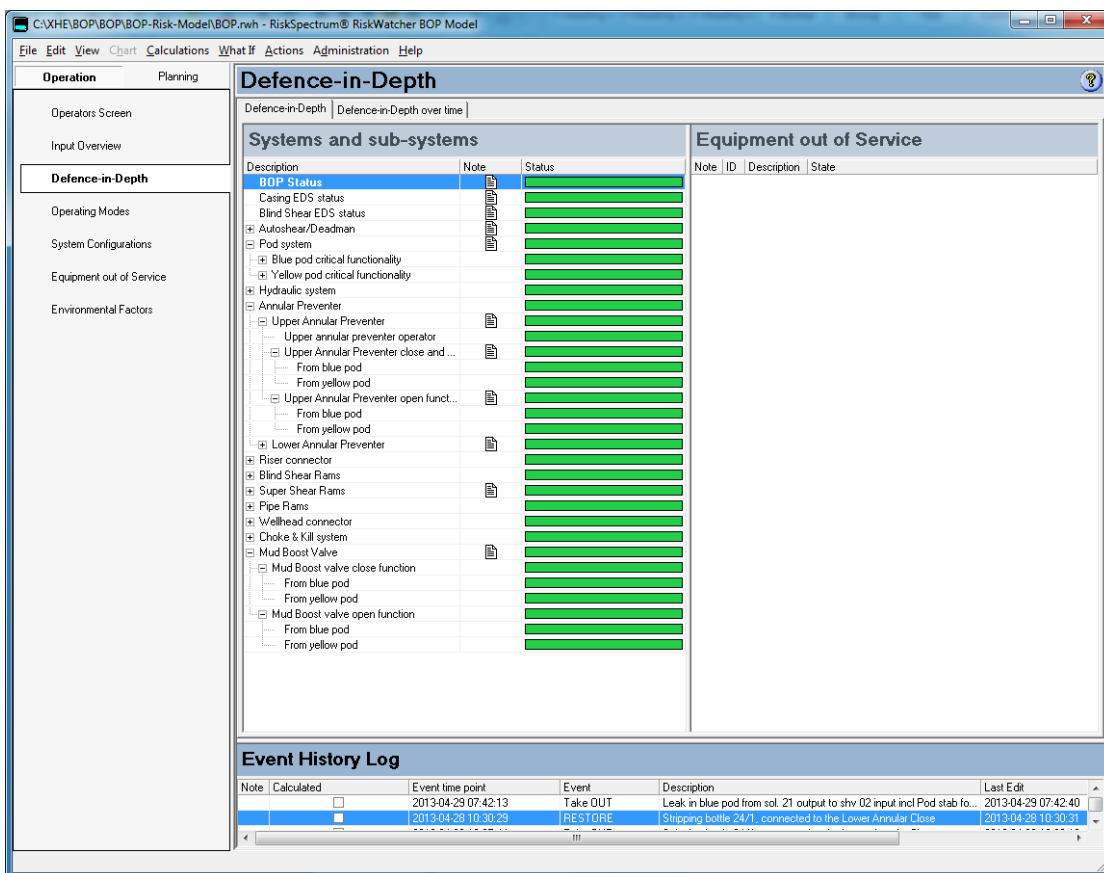 C:\XHE\BOP\BOP\BOP-Risk-Model\BOP.rwh - RiskSpectrum® RiskWatcher BOP Model
File Edit View Chart Calculations What If Actions Administration Help
Operation Planning
Operators Screen
Input Overview
Defence-in-Depth
Operating Modes
System Configurations
Equipment out of Service
Environmental Factors
Defence-in-Depth
Defence-in-Depth Defence-in-Depth over time
Systems and sub-systems
Description Note Status
BOP Status
Casing EDS status
Blind Shear EDS status
Autoshear/Deadman
Pod system
Blue pod critical functionality
Yellow pod critical functionality
Hydraulic system
Annular Preventer
Upper Annular Preventer
Upper annular preventer operator
Upper Annular Preventer close and ...
From blue pod
From yellow pod
Upper Annular Preventer open funct...
From blue pod
From yellow pod
Lower Annular Preventer
Riser connector
Blind Shear Rams
Super Shear Rams
Pipe Rams
Wellhead connector
Choke & Kill system
Mud Boost Valve
Mud Boost valve close function
From blue pod
From yellow pod
Mud Boost valve open function
From blue pod
From yellow pod
Equipment out of Service
Note ID Description State
Event History Log
Note Calculated Event time point Event Description Last Edit
2013-04-29 07:42:13 Take OUT Leak in blue pod from sol. 21 output to shv 02 input incl Pod stab fo... 2013-04-29 07:42:40
2013-04-28 10:30:29 RESTORE Stripping bottle 24/1, connected to the Lower Annular Close 2013-04-28 10:30:31